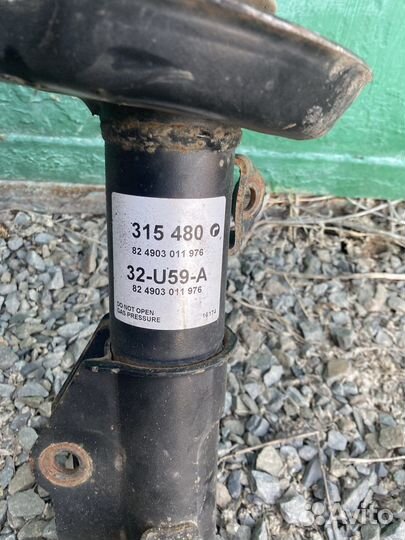 315 480
82 4903 011 976
32-U59-A
82 4903 011 976
DO NOT OPEN
GAS PRESSURE
16174
Avito